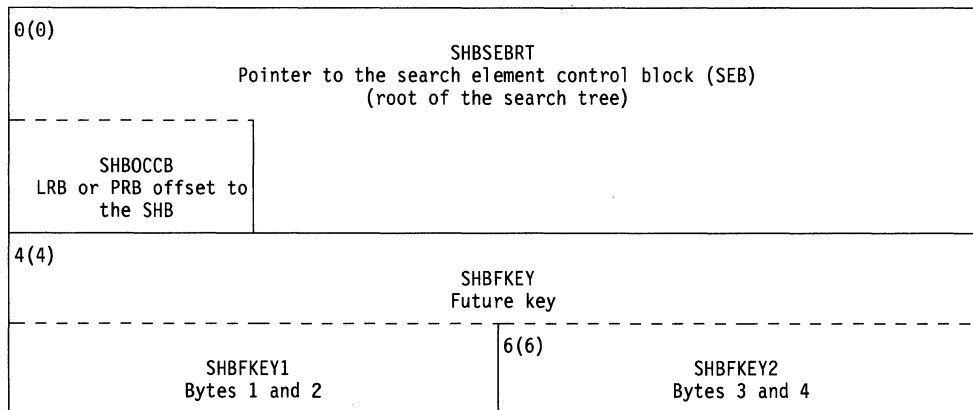 0(0)
SHBSEBRT
Pointer to the search element control block (SEB)
(root of the search tree)
SHBOCCB
LRB or PRB offset to
the SHB
4(4)
SHBFKEY
Future key
6(6)
SHBFKEY1
Bytes 1 and 2
SHBFKEY2
Bytes 3 and 4